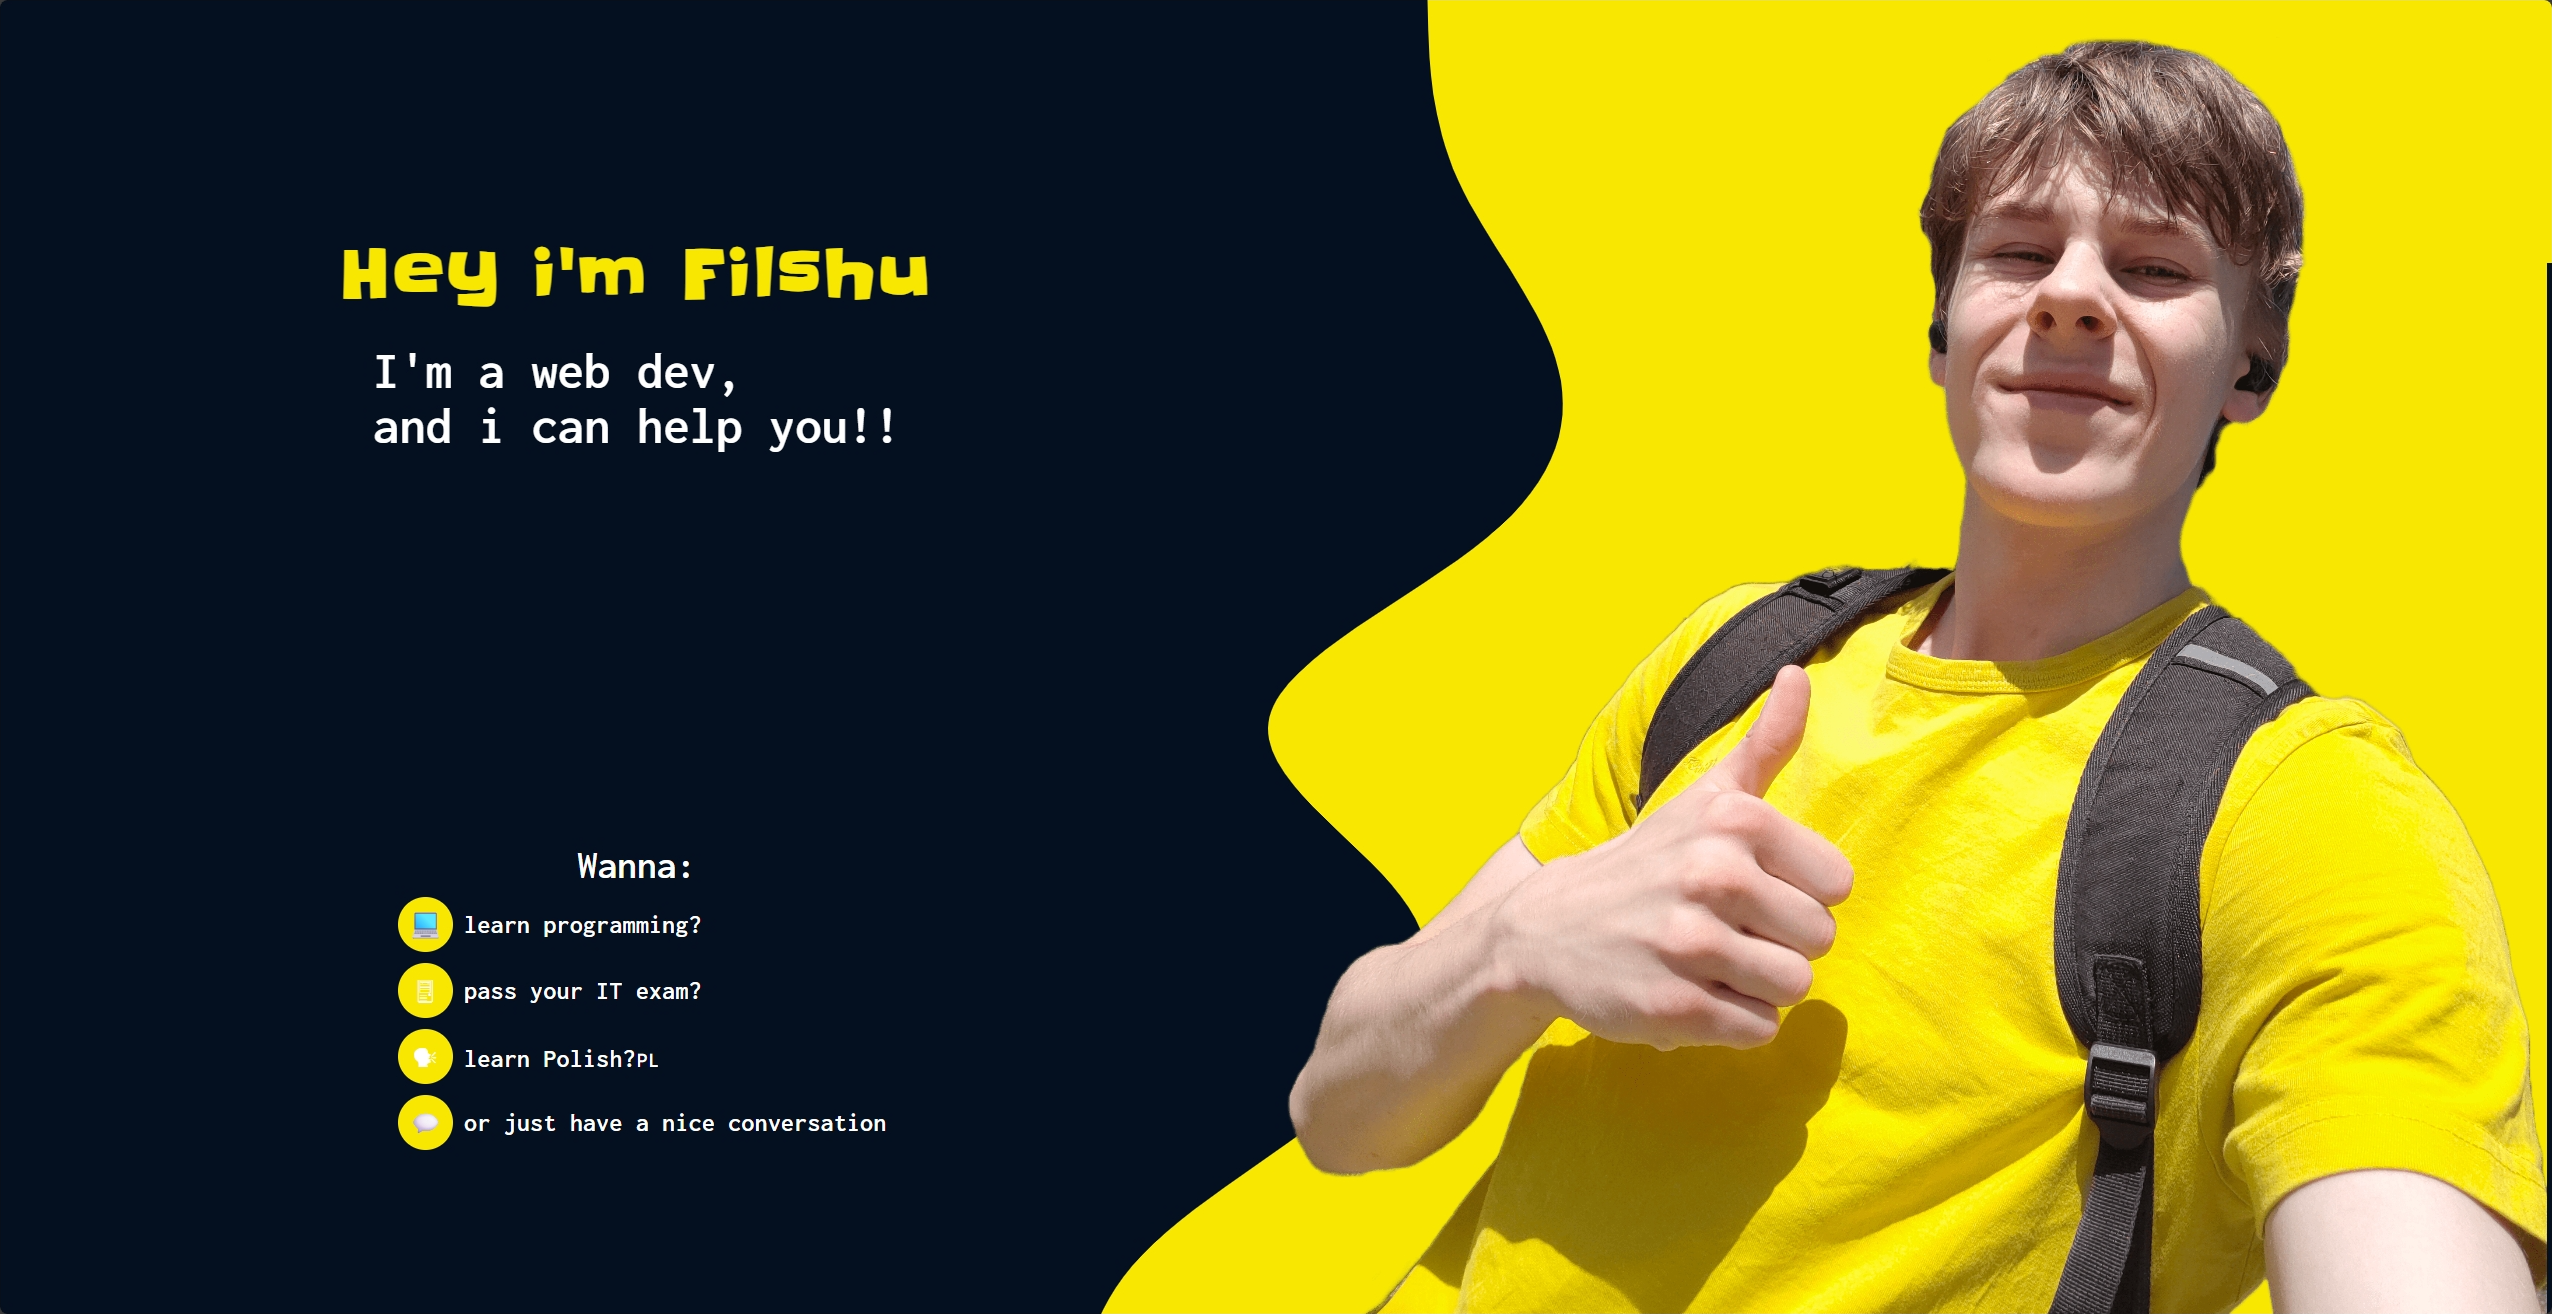 Hey i'm Filshu
I'm a web dev,
and i can help you!!
Wanna:
learn programming?
pass your IT exam?
learn Polish?PL
or just have a nice conversation